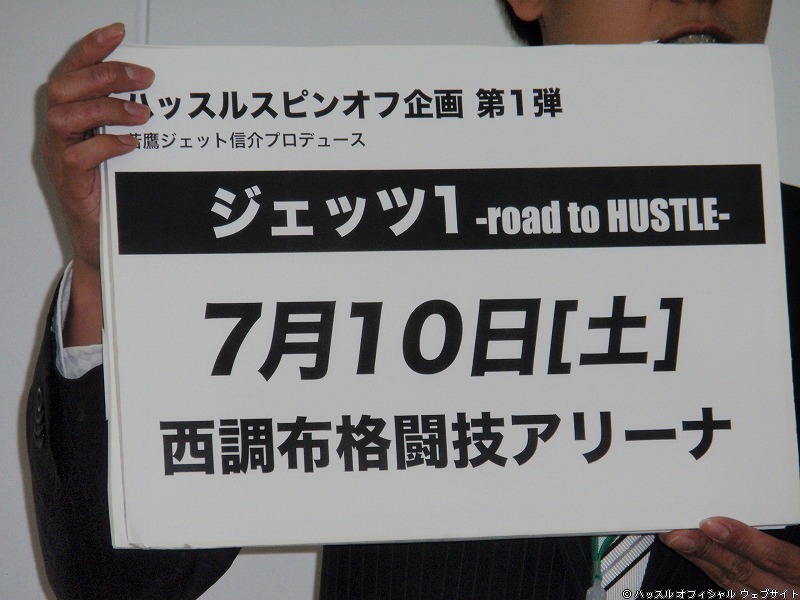 ハッスルスピンオフ企画 第1弾
若鷹ジェット信介プロデュース
ジェッツ1 -road to HUSTLE-
7月10日[土]
西調布格闘技アリーナ
© ハッスル オフィシャル ウェブサイト